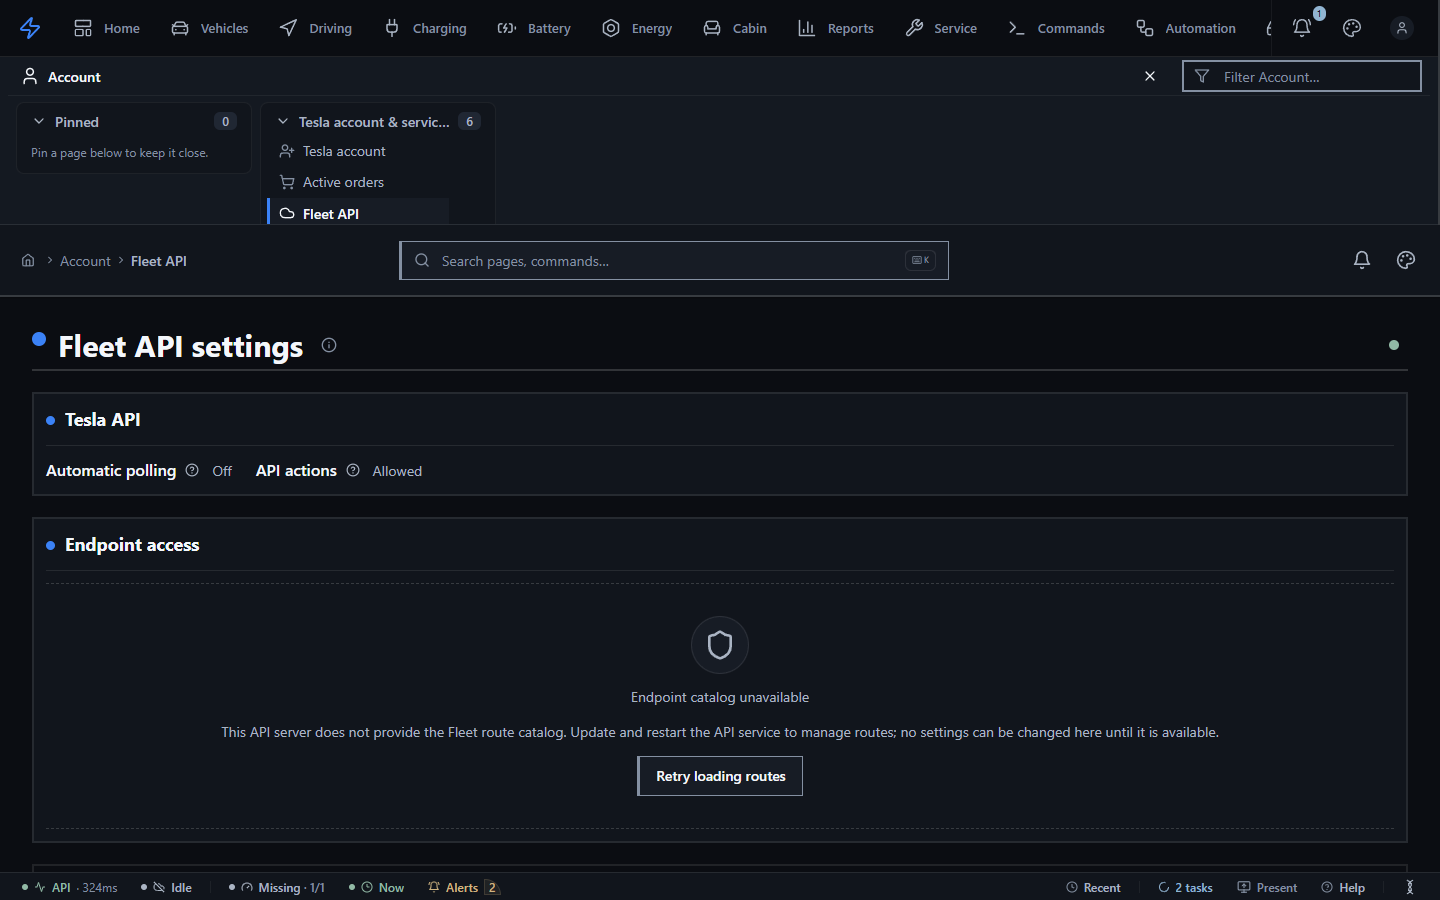 Home Vehicles Driving Charging Battery Energy Cabin Reports Service Commands Automation 1
Account Filter Account...
Pinned 0
Pin a page below to keep it close.
Tesla account & servic... 6
Tesla account
Active orders
Fleet API
Account Fleet API Search pages, commands... K
Fleet API settings
Tesla API
Automatic polling Off API actions Allowed
Endpoint access
Endpoint catalog unavailable
This API server does not provide the Fleet route catalog. Update and restart the API service to manage routes; no settings can be changed here until it is available.
Retry loading routes
API · 324ms Idle Missing · 1/1 Now Alerts 2 Recent 2 tasks Present Help